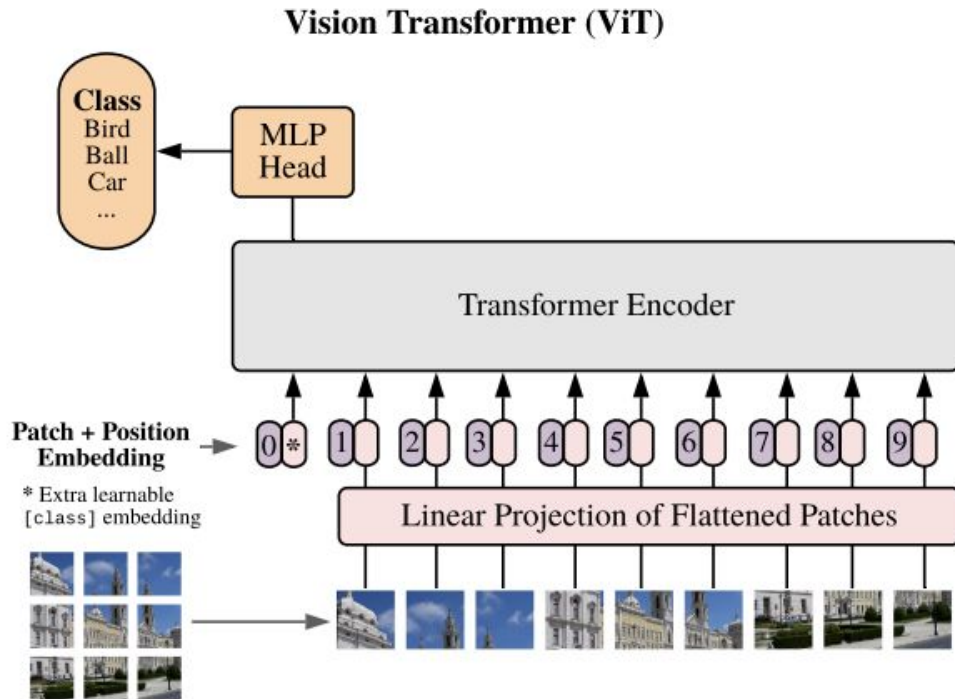 Vision Transformer (ViT)
Class
Bird
Ball
Car
...
MLP
Head
Transformer Encoder
Patch + Position
Embedding
0 * 1 2 3 4 5 6 7 8 9
* Extra learnable
[class] embedding
Linear Projection of Flattened Patches